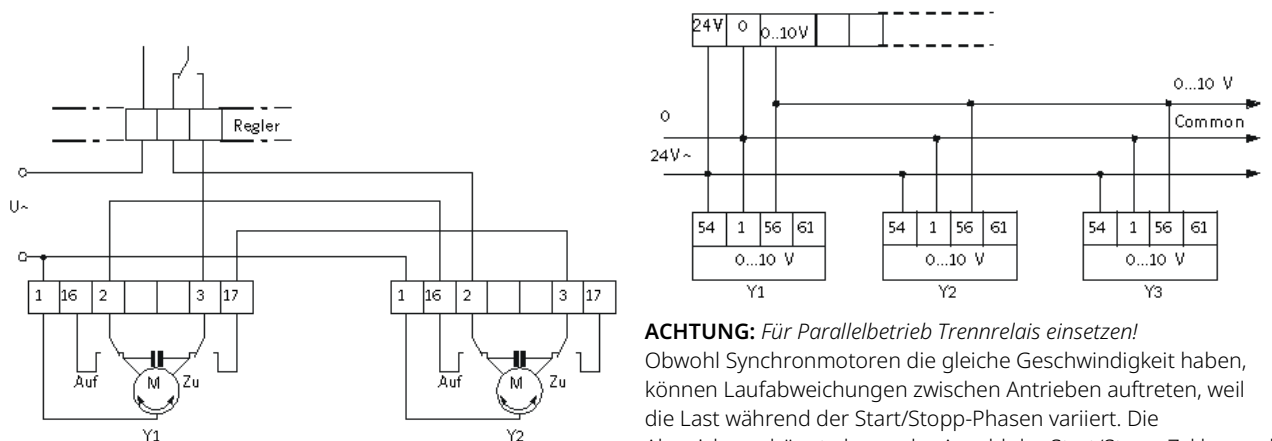 Regler
U~
1 16 2 3 17
1 16 2 3 17
Auf M Zu
Auf M Zu
Y1
Y2
24V 0 0...10V
0...10 V
0
Common
24V~
54 1 56 61
54 1 56 61
54 1 56 61
0...10 V
0...10 V
0...10 V
Y1
Y2
Y3
ACHTUNG: Für Parallelbetrieb Trennrelais einsetzen!
Obwohl Synchronmotoren die gleiche Geschwindigkeit haben,
können Laufabweichungen zwischen Antrieben auftreten, weil
die Last während der Start/Stopp-Phasen variiert. Die